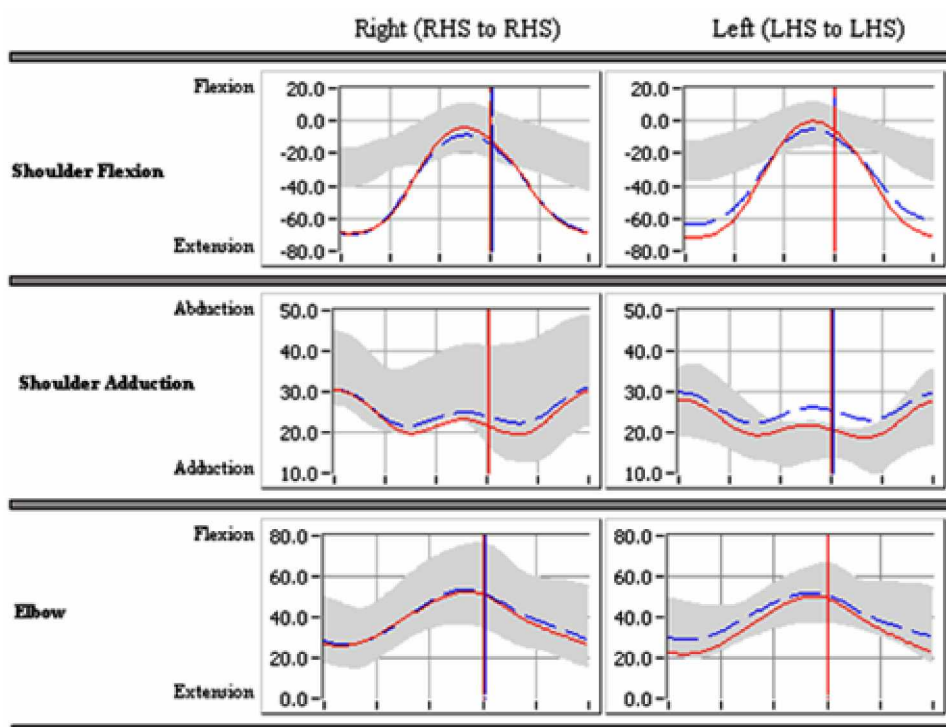 Right (RHS to RHS)
Left (LHS to LHS)
Flexion
Shoulder Flexion
Extension
20.0
0.0
-20.0
-40.0
-60.0
-80.0
20.0
0.0
-20.0
-40.0
-60.0
-80.0
Abduction
Shoulder Adduction
Adduction
50.0
40.0
30.0
20.0
10.0
50.0
40.0
30.0
20.0
10.0
Flexion
Elbow
Extension
80.0
60.0
40.0
20.0
0.0
80.0
60.0
40.0
20.0
0.0